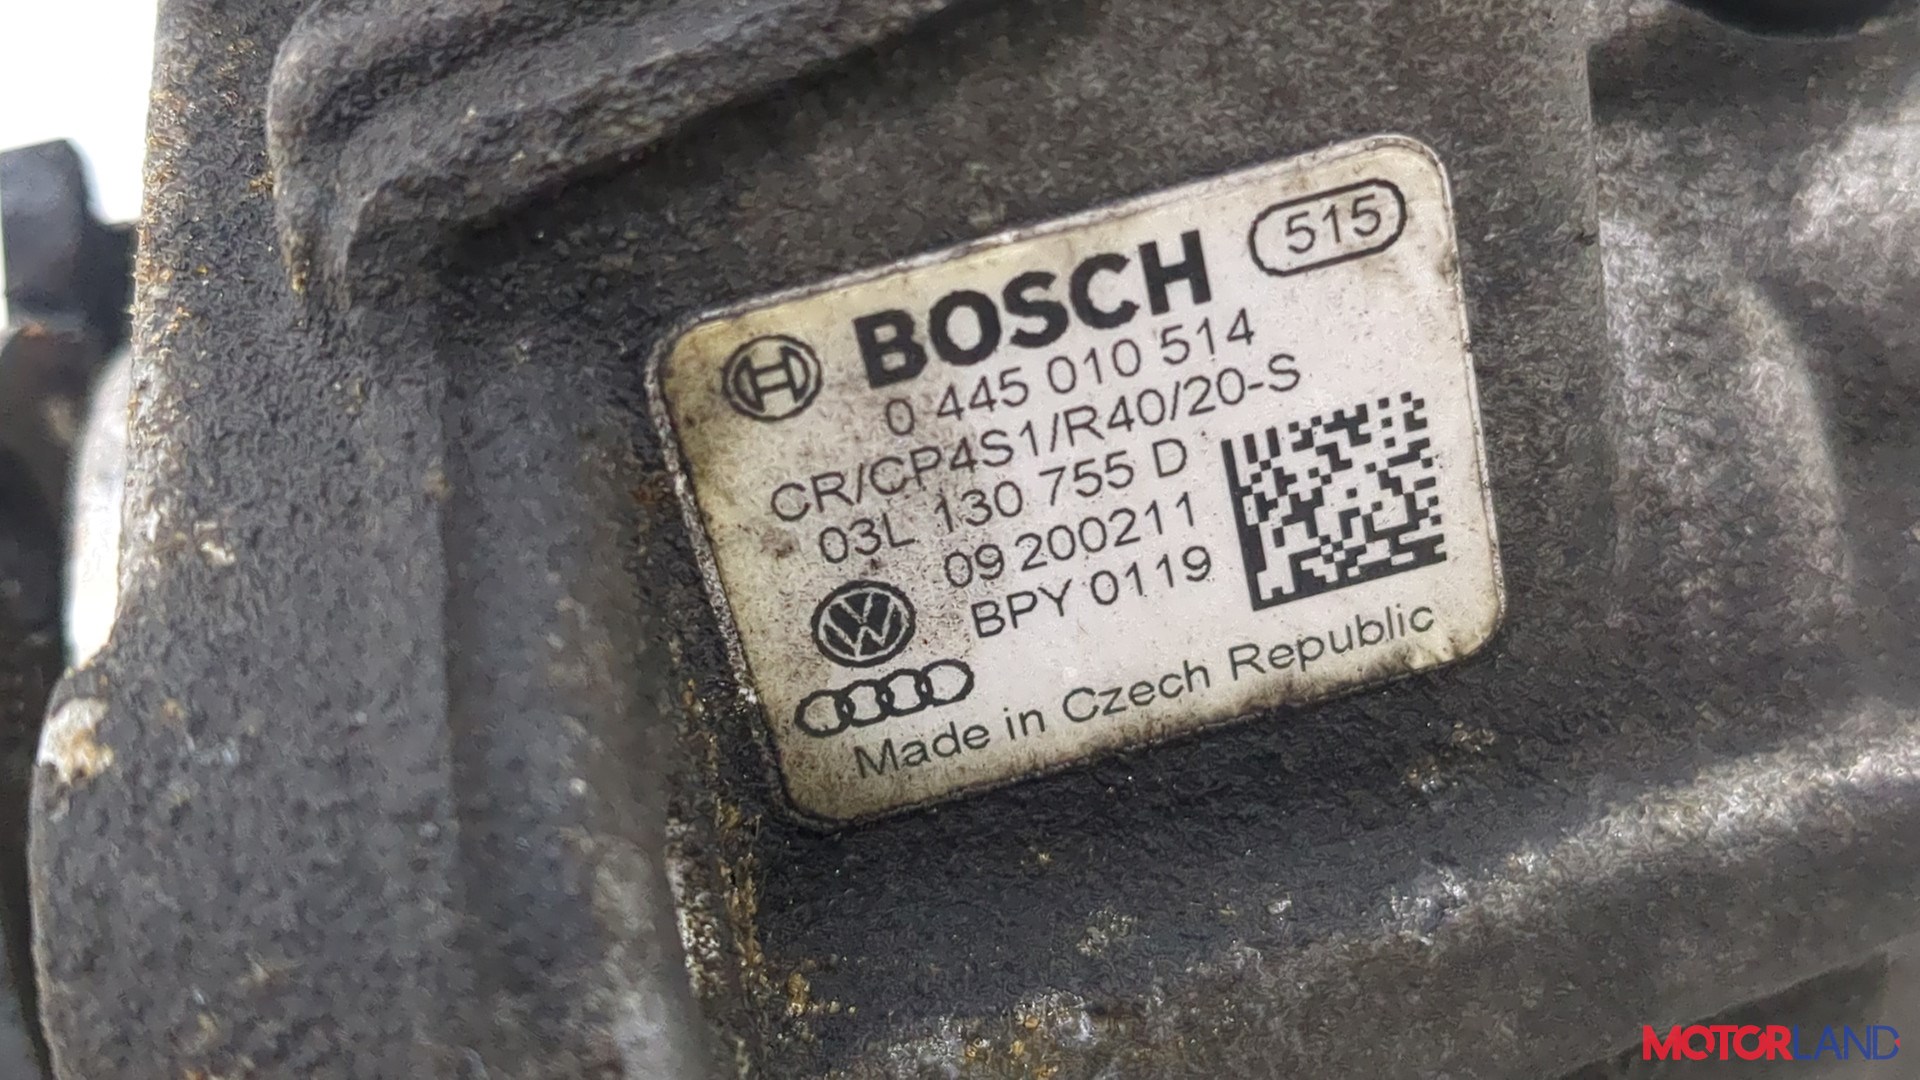 BOSCH 515
0 445 010 514
CR/CP4S1/R40/20-S
03L 130 755 D
09 200211
BPY 0119
Made in Czech Republic
MOTORLAND